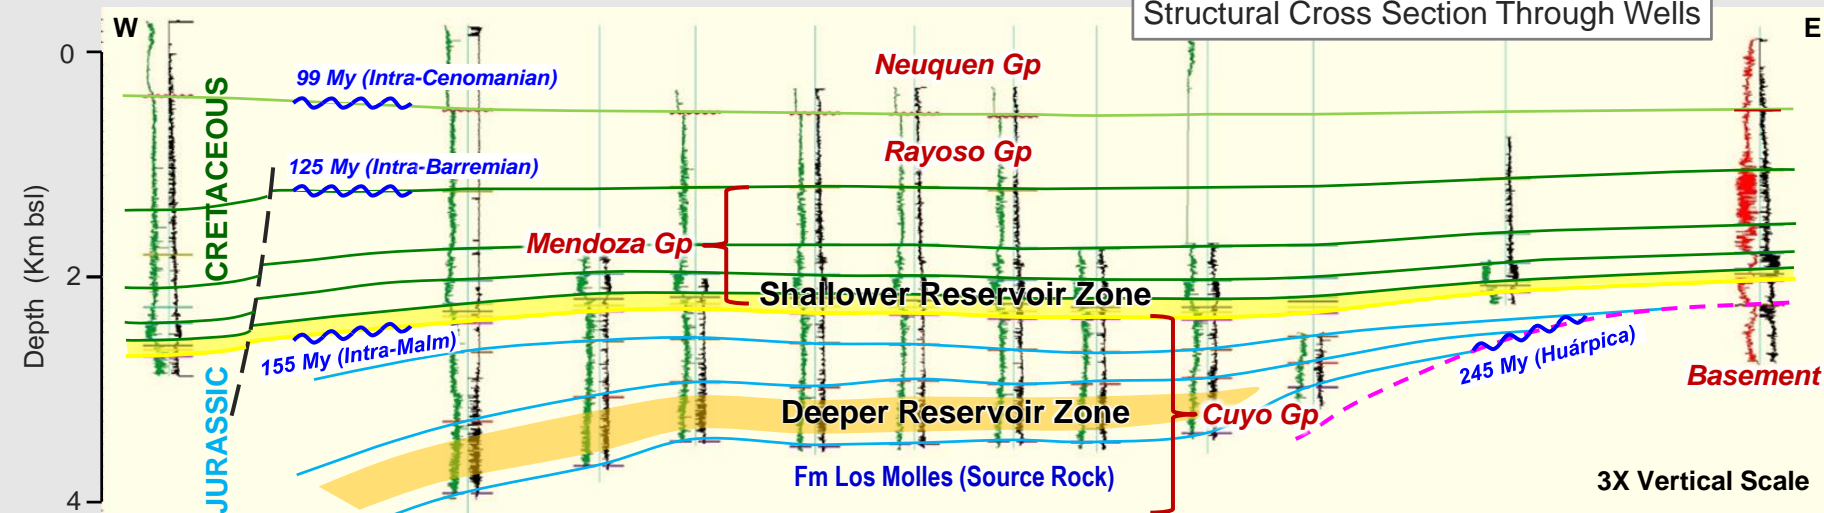 Structural Cross Section Through Wells
W
E
0
99 My (Intra-Cenomanian)
Neuquen Gp
CRETACEOUS
125 My (Intra-Barremian)
Rayoso Gp
Depth (Km bsl)
Mendoza Gp
2
Shallower Reservoir Zone
155 My (Intra-Malm)
245 My (Huárpica)
Basement
JURASSIC
Deeper Reservoir Zone
Cuyo Gp
Fm Los Molles (Source Rock)
3X Vertical Scale
4